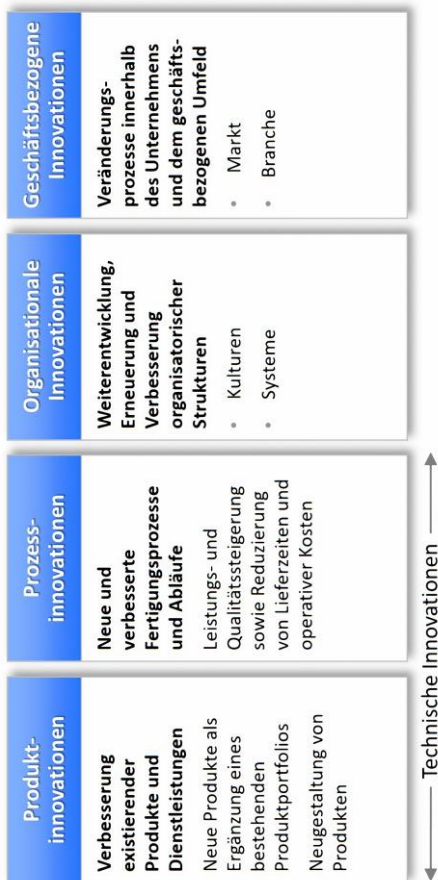 Produkt-
innovationen
Verbesserung
existierender
Produkte und
Dienstleistungen
Neue Produkte als
Ergänzung eines
bestehenden
Produktportfolios
Neugestaltung von
Produkten
Prozess-
innovationen
Neue und
verbesserte
Fertigungsprozesse
und Abläufe
Leistungs- und
Qualitätssteigerung
sowie Reduzierung
von Lieferzeiten und
operativer Kosten
Organisationale
Innovationen
Weiterentwicklung,
Erneuerung und
Verbesserung
organisatorischer
Strukturen
• Kulturen
• Systeme
Geschäftsbezogene
Innovationen
Veränderungs-
prozesse innerhalb
des Unternehmens
und dem geschäfts-
bezogenen Umfeld
• Markt
• Branche
Technische Innovationen